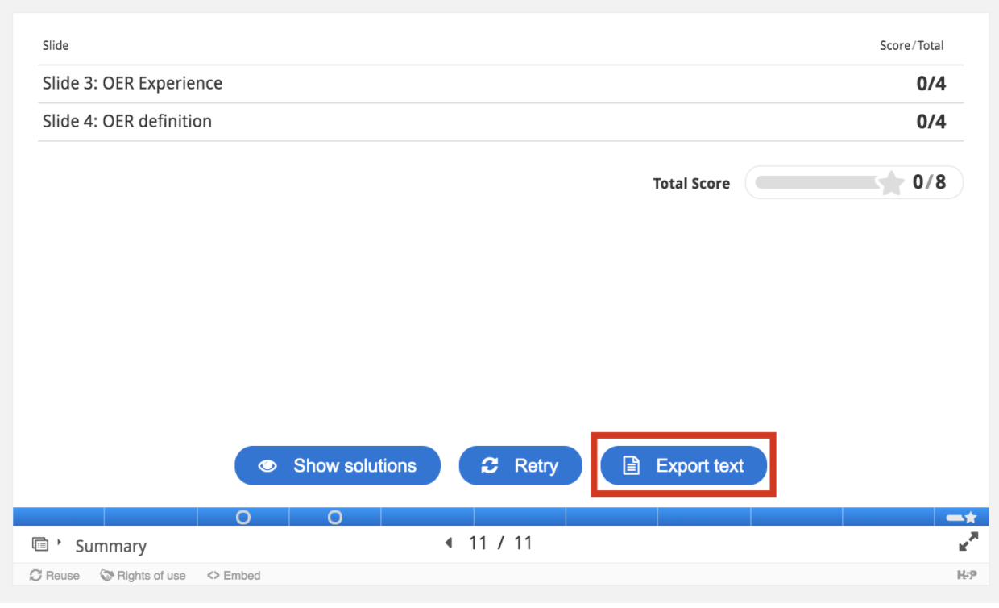 Slide Score/Total
Slide 3: OER Experience 0/4
Slide 4: OER definition 0/4
Total Score 0/8
Show solutions Retry Export text
Summary 11 / 11
Reuse Rights of use <> Embed H5P